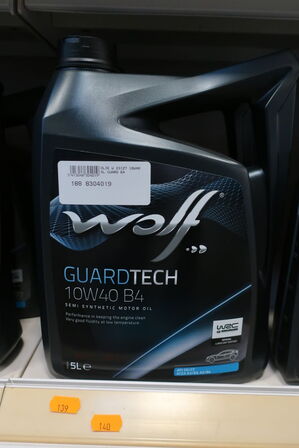 188 8304019
wolf
GUARDTECH
10W40 B4
SEMI-SYNTHETIC MOTOR OIL
Performance in keeping the engine clean
Very good fluidity at low temperature
WRC
5L e
139
140